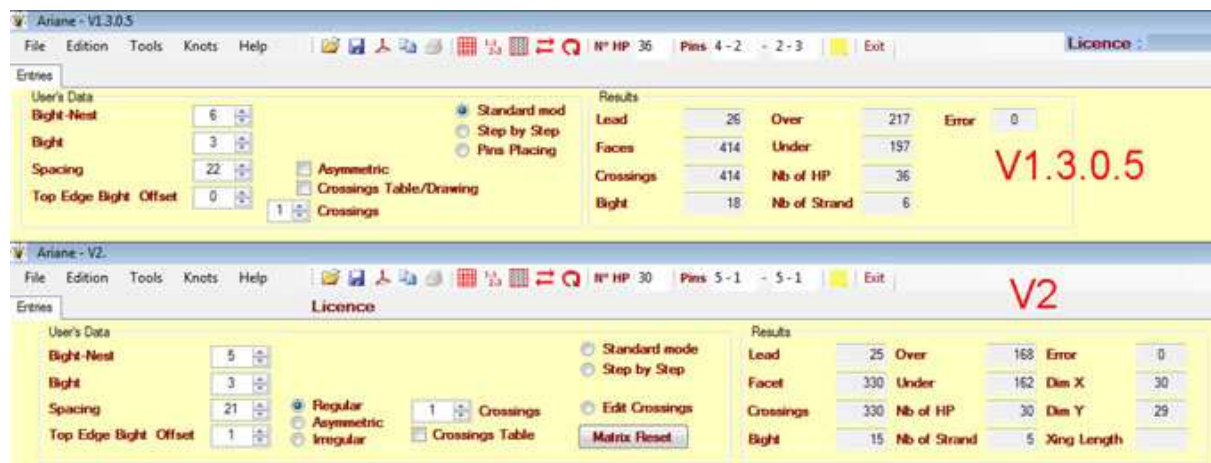 Ariane - V1.3.0.5
File Edition Tools Knots Help N° HP 36 Pins 4 - 2 - 2 - 3 Exit Licence :
Entries
User's Data Results
Bight-Nest 6 Standard mod Lead 26 Over 217 Error 0
Step by Step
Bight 3 Pins Placing Faces 414 Under 197
V1.3.0.5
Spacing 22 Asymmetric Crossings 414 Nb of HP 36
Crossings Table/Drawing
Top Edge Bight Offset 0 1 Crossings Bight 18 Nb of Strand 6
Ariane - V2.
File Edition Tools Knots Help N° HP 30 Pins 5 - 1 - 5 - 1 Exit
V2
Entries Licence
User's Data Results
Bight-Nest 5 Standard mode Lead 25 Over 168 Error 0
Step by Step
Bight 3 Facet 330 Under 162 Dim X 30
Spacing 21 Regular 1 Crossings Edit Crossings Crossings 330 Nb of HP 30 Dim Y 29
Asymmetric
Top Edge Bight Offset 1 Irregular Crossings Table Matrix Reset Bight 15 Nb of Strand 5 Xing Length